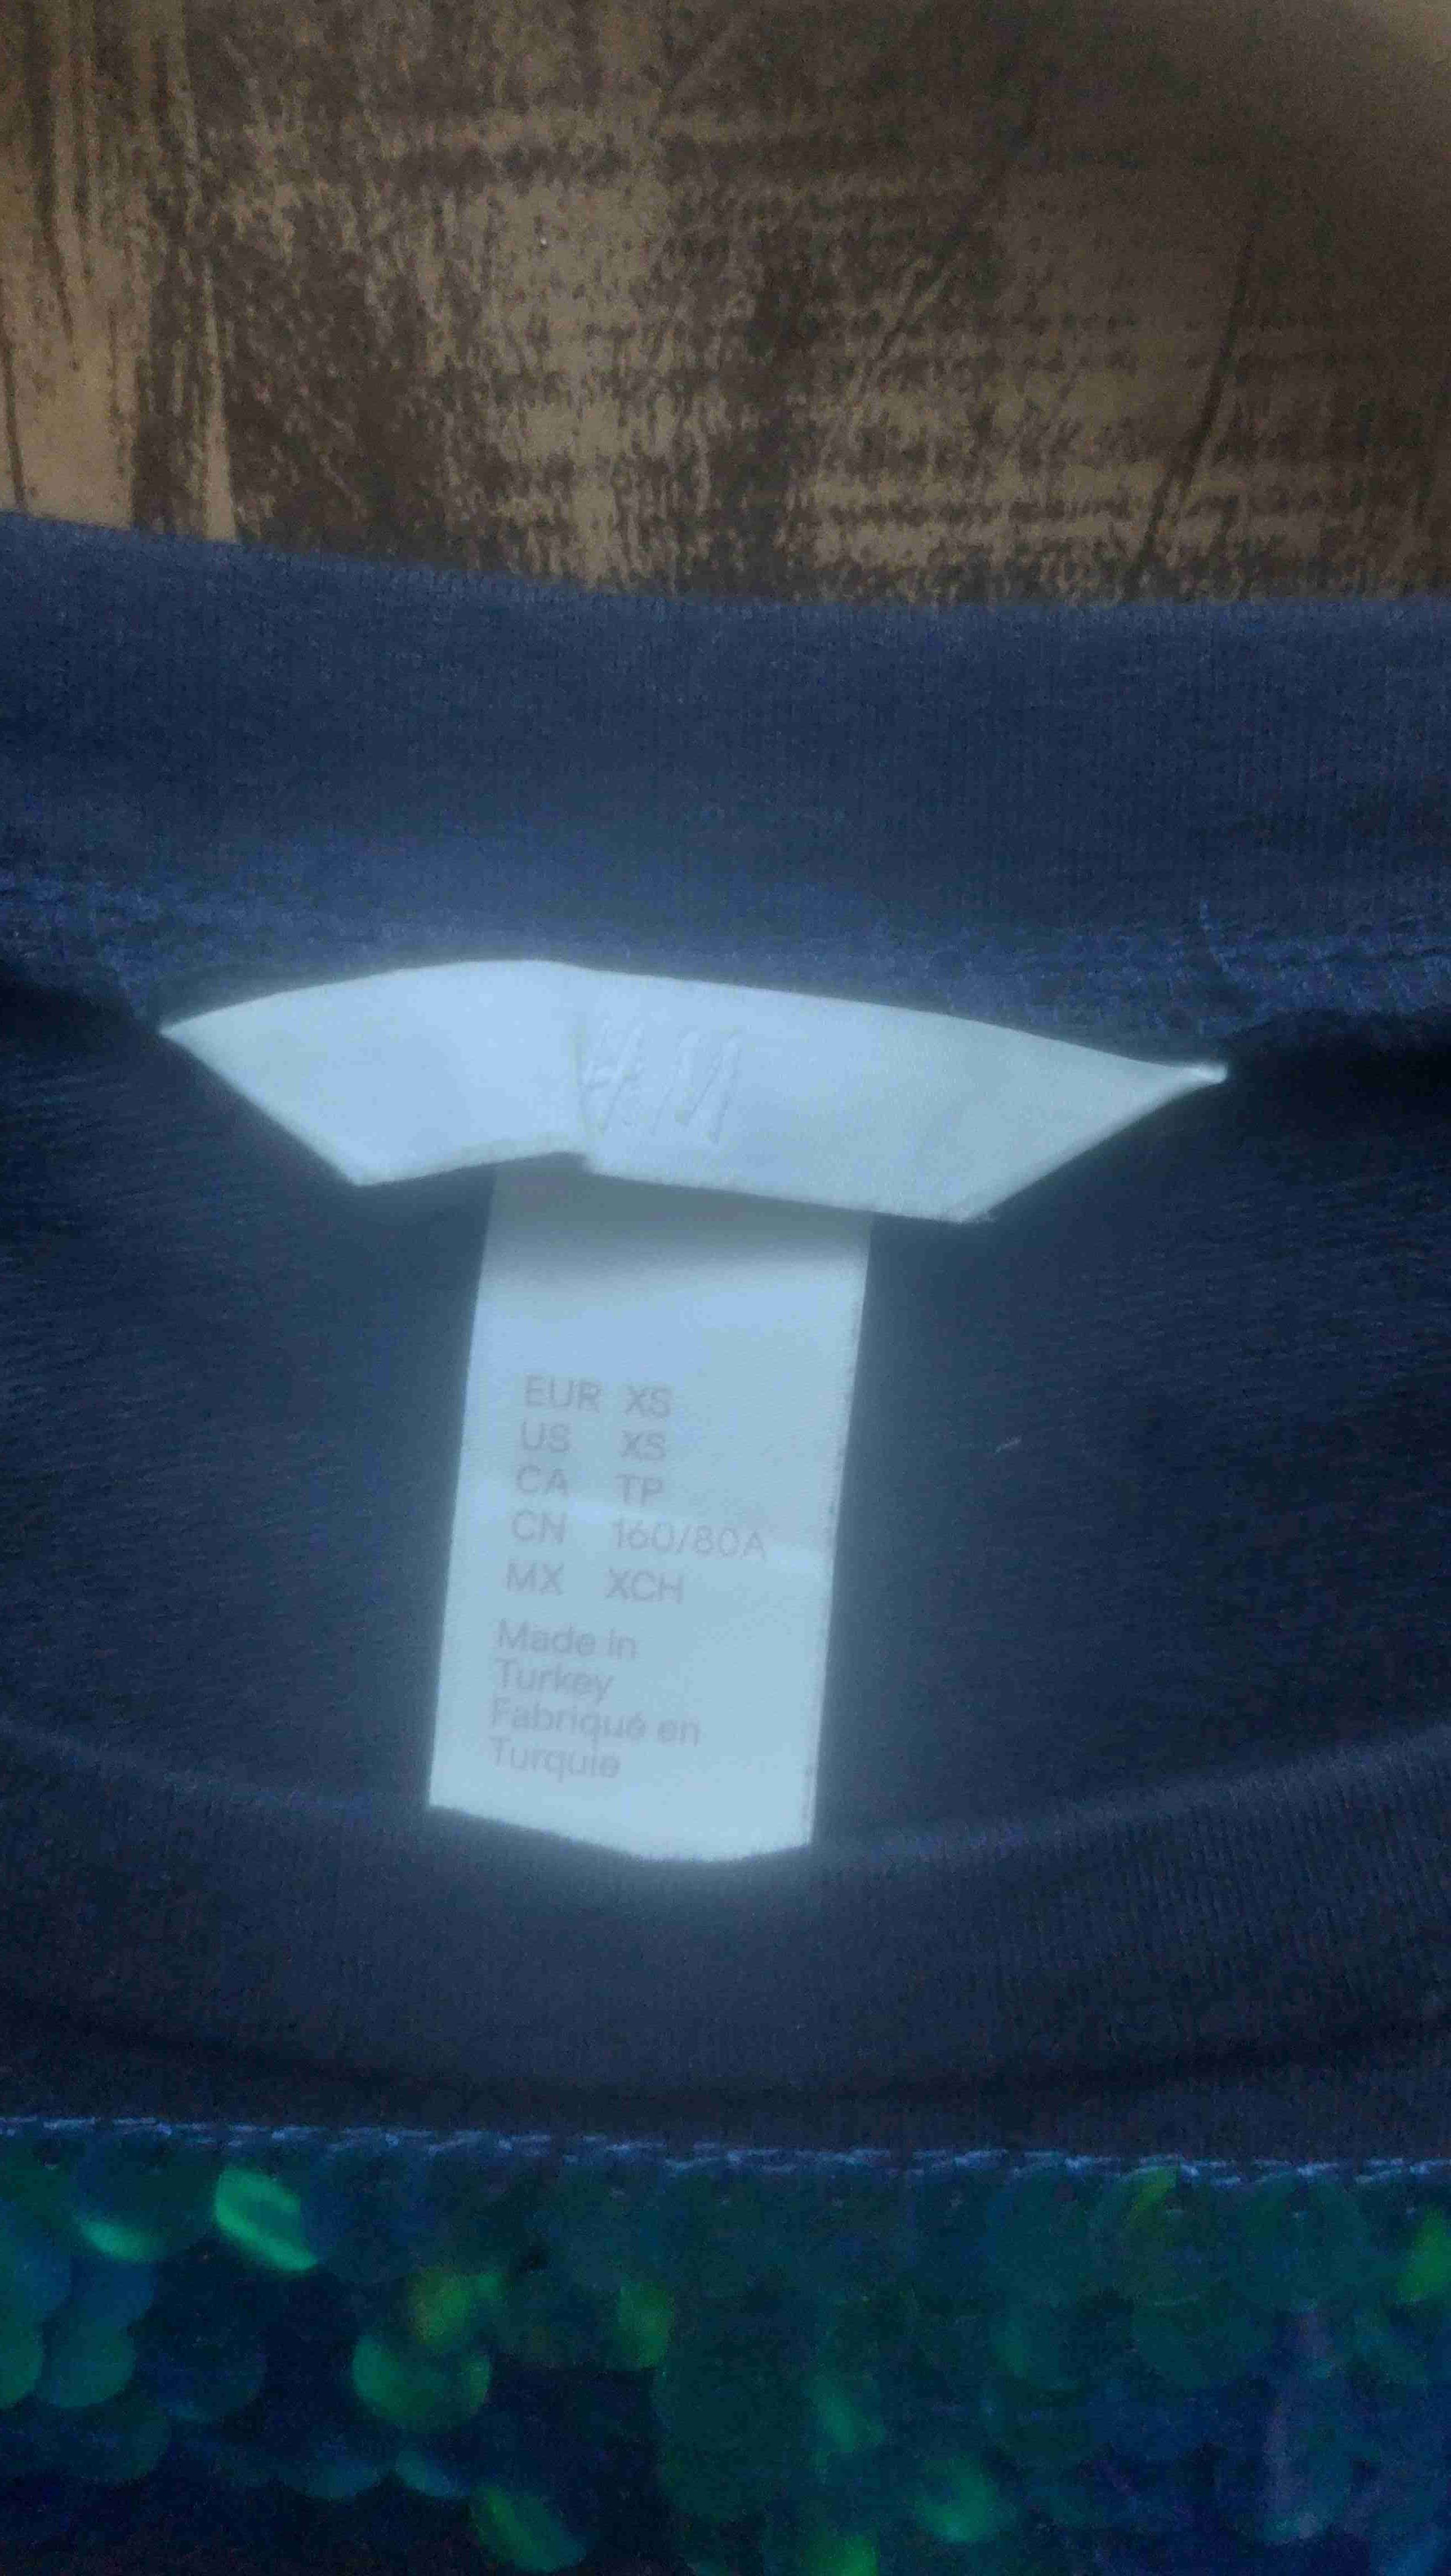 H&M
EUR XS
US XS
CA TP
CN 160/80A
MX XCH
Made in
Turkey
Fabriqué en
Turquie